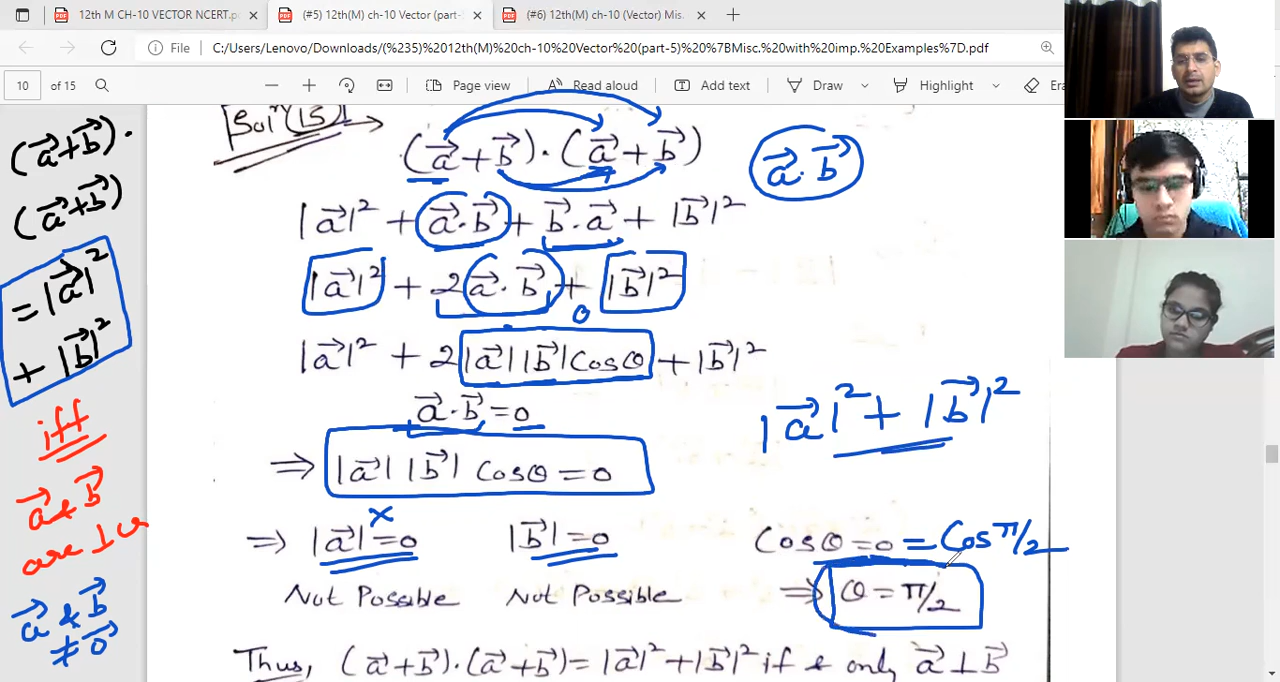 12th M CH-10 VECTOR NCERT.p
(#5) 12th(M) ch-10 Vector (part-
(#6) 12th(M) ch-10 (Vector) Mis.
File
C:/Users/Lenovo/Downloads/(%235)%2012th(M)%20ch-10%20Vector%20(part-5)%20%7BMisc.%20with%20imp.%20Examples%7D.pdf
10 of 15
Page view
Read aloud
Add text
Draw
Highlight
Era
Solⁿ(15)
(a⃗+b⃗)·(a⃗+b⃗)
a⃗·b⃗
|a⃗|² + a⃗·b⃗ + b⃗·a⃗ + |b⃗|²
|a⃗|² + 2a⃗·b⃗ + |b⃗|²
0
|a⃗|² + 2|a⃗||b⃗|Cosθ + |b⃗|²
a⃗·b⃗ = 0
|a⃗|² + |b⃗|²
⇒ |a⃗| |b⃗| Cosθ = 0
x
⇒ |a⃗| = 0 |b⃗| = 0 Cosθ = 0 = Cos π/2
Not Possible Not Possible ⇒ θ = π/2
Thus, (a⃗+b⃗)·(a⃗+b⃗) = |a⃗|²+|b⃗|² if & only a⃗⊥b⃗
(a⃗+b⃗)·
(a⃗+b⃗)
= |a⃗|²
+ |b⃗|²
iff
a⃗ & b⃗
are ⊥ur
a⃗ & b⃗
≠ 0⃗